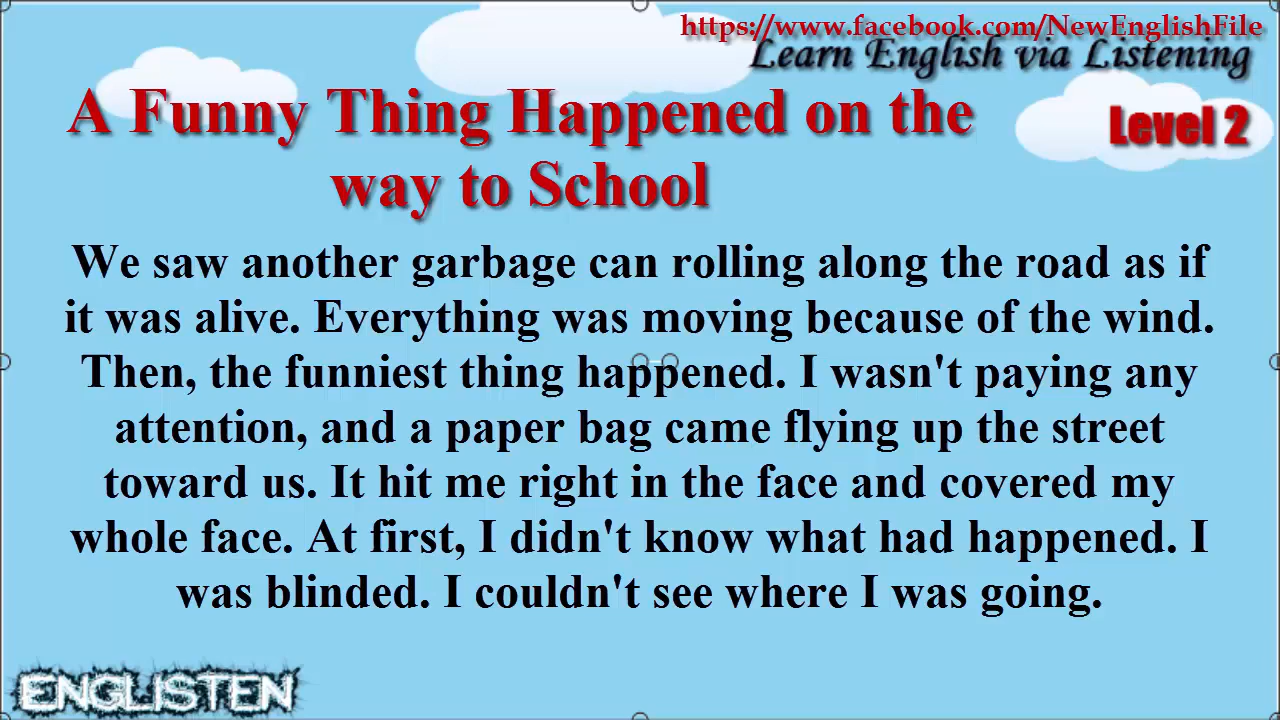 https://www.facebook.com/NewEnglishFile
Learn English via Listening
A Funny Thing Happened on the
way to School
Level 2
We saw another garbage can rolling along the road as if
it was alive. Everything was moving because of the wind.
Then, the funniest thing happened. I wasn't paying any
attention, and a paper bag came flying up the street
toward us. It hit me right in the face and covered my
whole face. At first, I didn't know what had happened. I
was blinded. I couldn't see where I was going.
ENGLISTEN